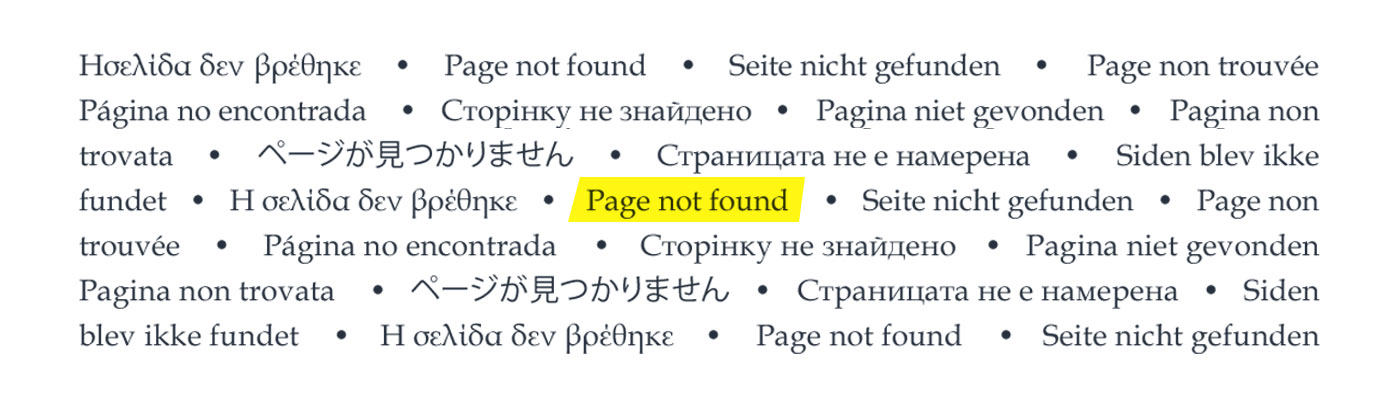 Ησελίδα δεν βρέθηκε • Page not found • Seite nicht gefunden • Page non trouvée
Página no encontrada • Сторінку не знайдено • Pagina niet gevonden • Pagina non
trovata • ページが見つかりません • Страницата не е намерена • Siden blev ikke
fundet • Η σελίδα δεν βρέθηκε • Page not found • Seite nicht gefunden • Page non
trouvée • Página no encontrada • Сторінку не знайдено • Pagina niet gevonden
Pagina non trovata • ページが見つかりません • Страницата не е намерена • Siden
blev ikke fundet • Η σελίδα δεν βρέθηκε • Page not found • Seite nicht gefunden